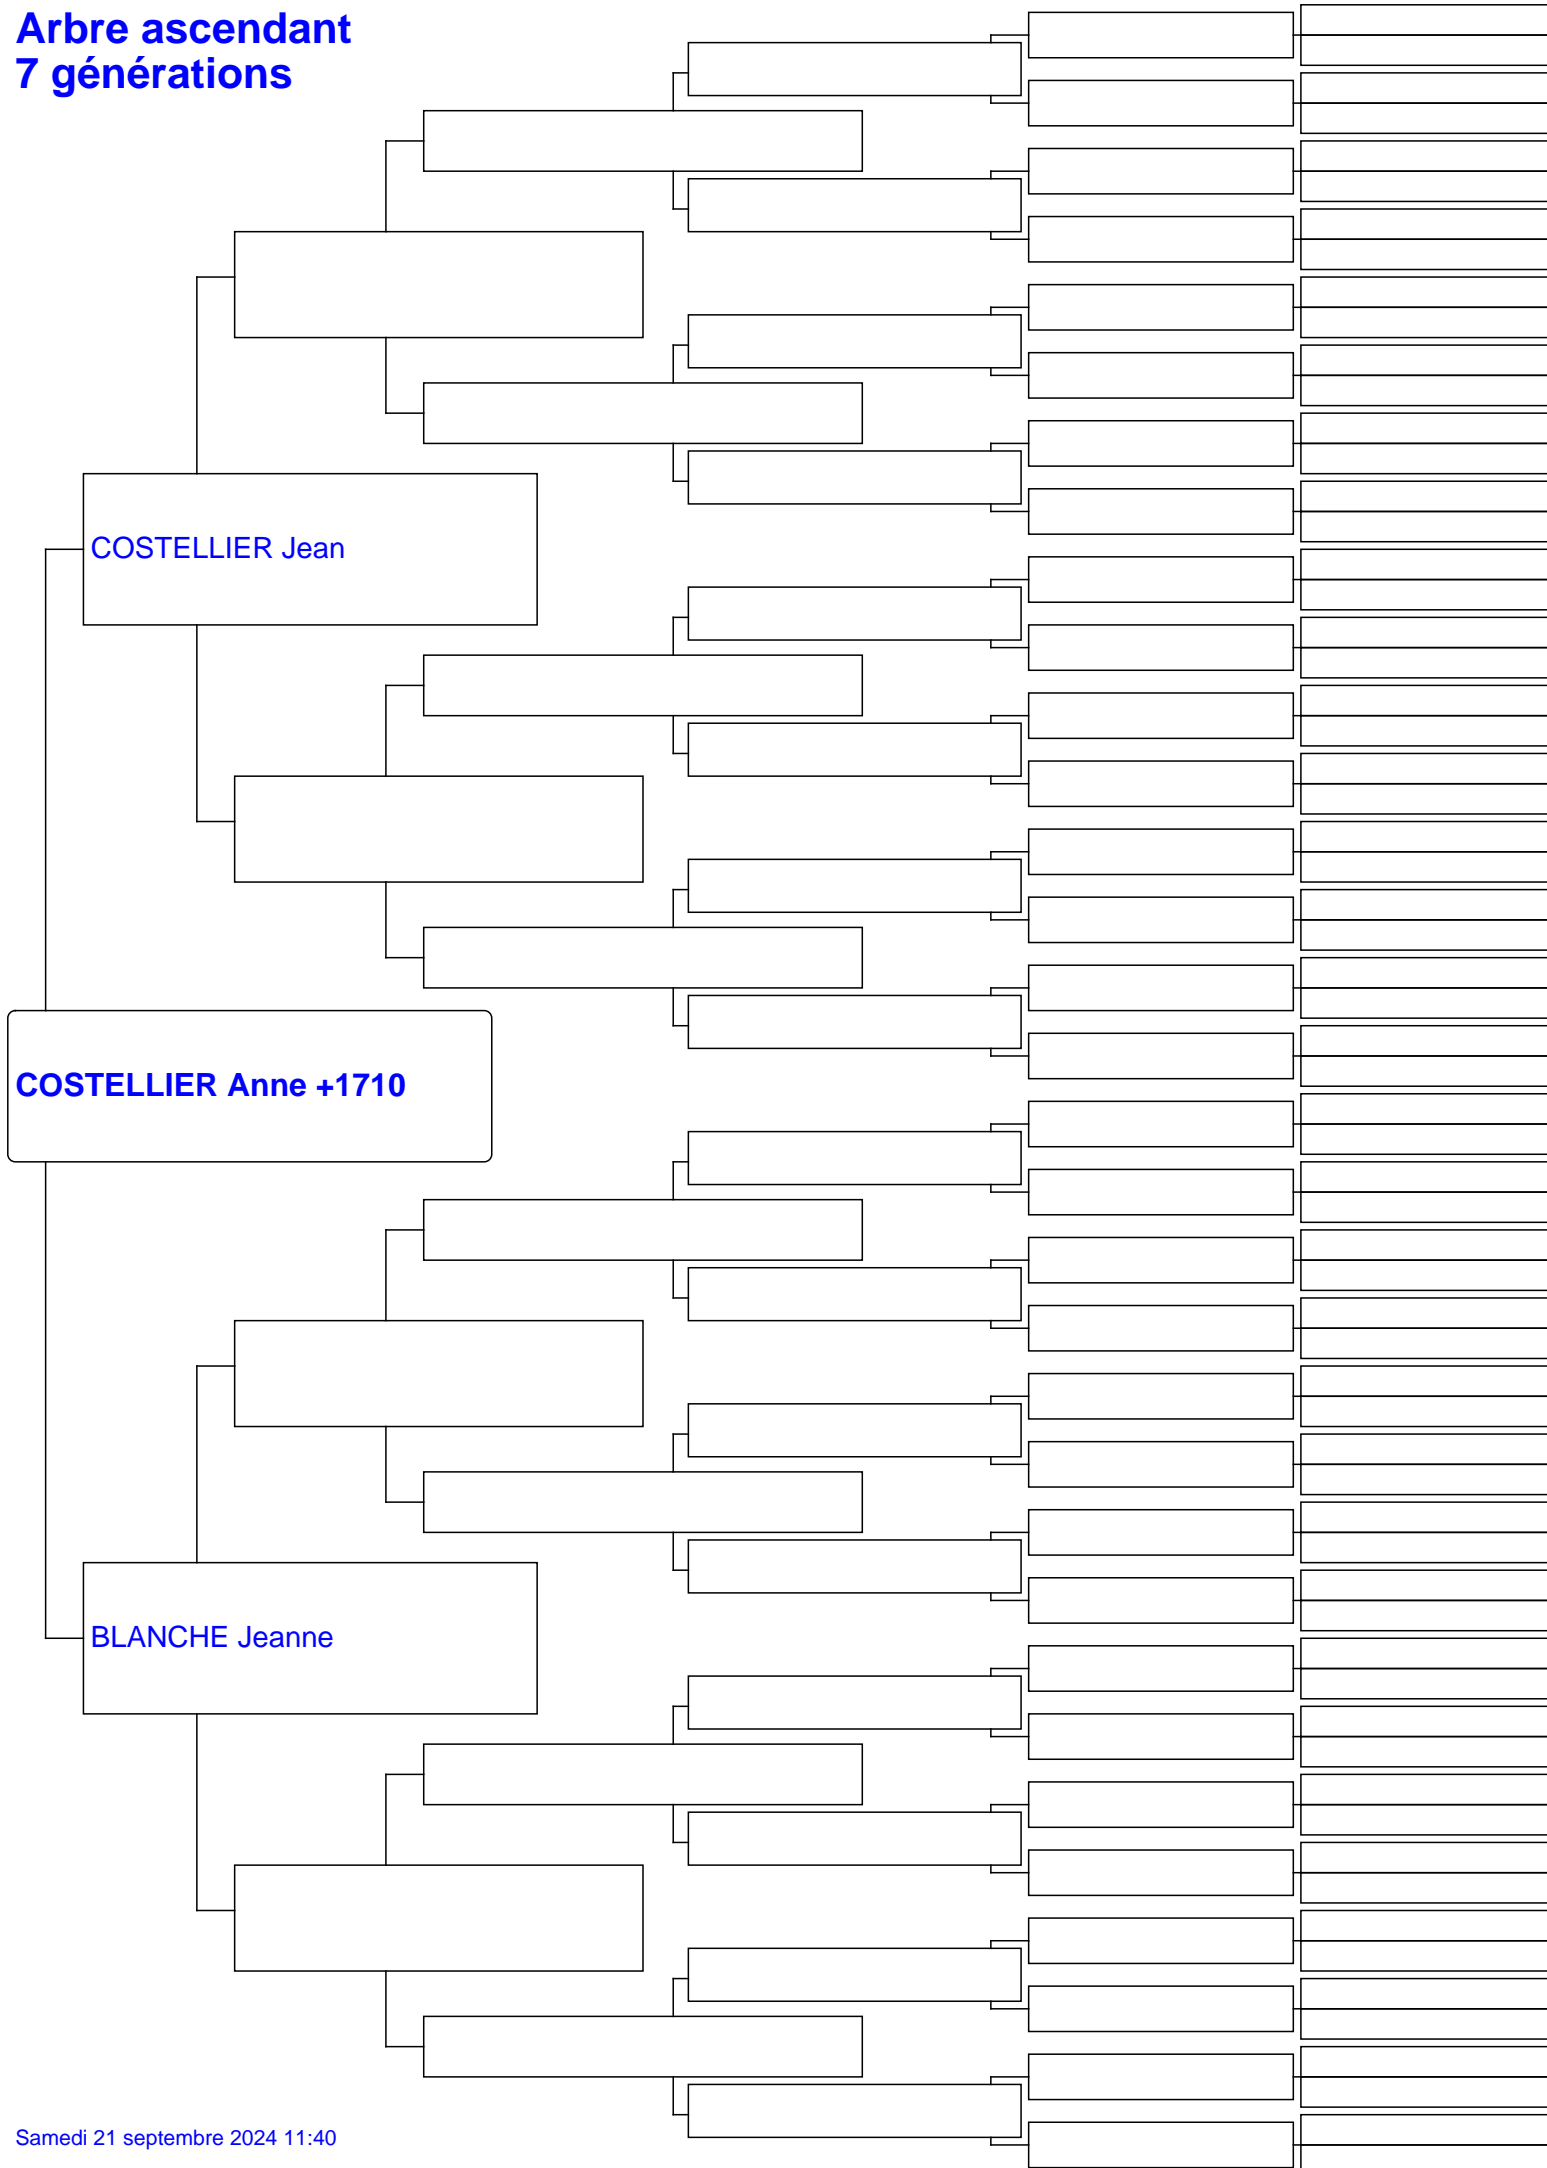 Arbre ascendant
7 générations
COSTELLIER Jean
COSTELLIER Anne +1710
BLANCHE Jeanne
Samedi 21 septembre 2024 11:40